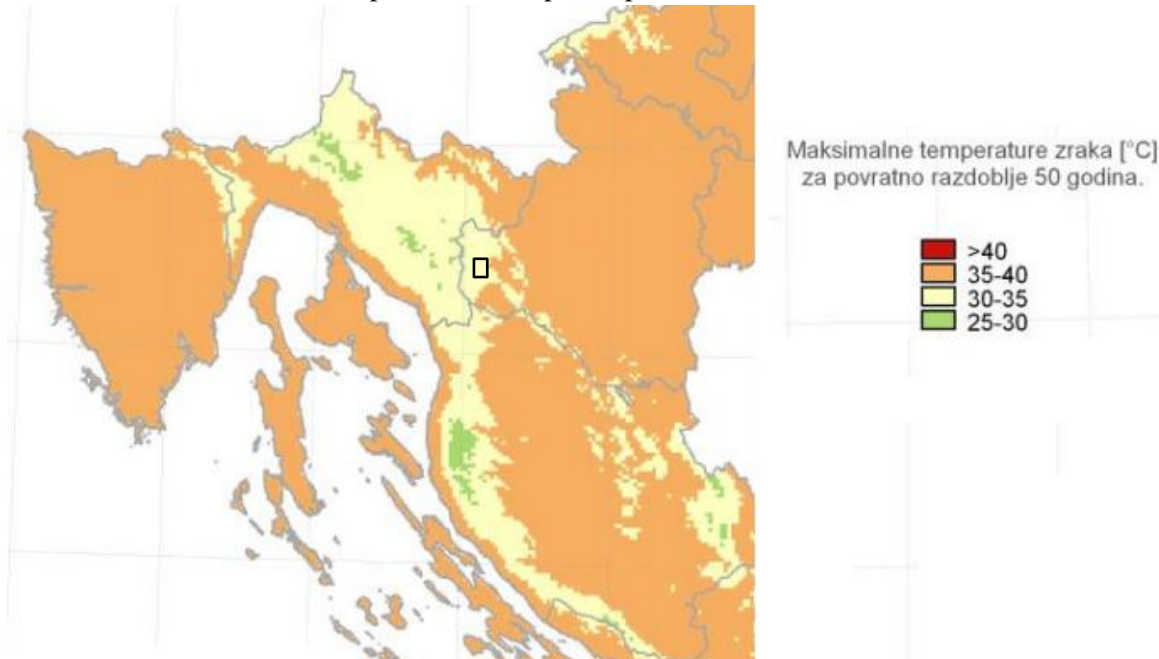 Maksimalne temperature zraka [°C]
za povratno razdoblje 50 godina.
>40
35-40
30-35
25-30